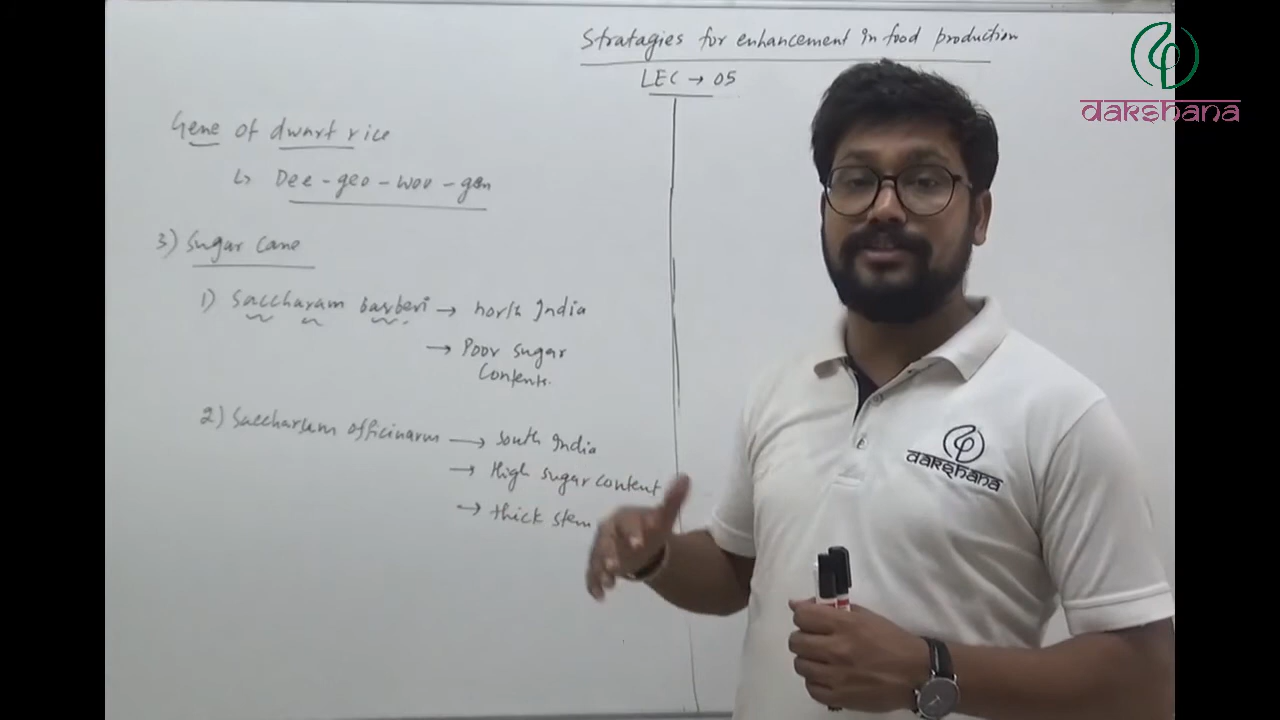 Stratagies for enhancement in food production
LEC → 05
dakshana
Gene of dwarf rice
↳ Dee-geo-woo-gen
3) Sugar cane
1) Saccharam barberi → north India
→ Poor sugar
Contents.
2) Saccharum officinarum → South India
→ High sugar content
→ thick stem
dakshana